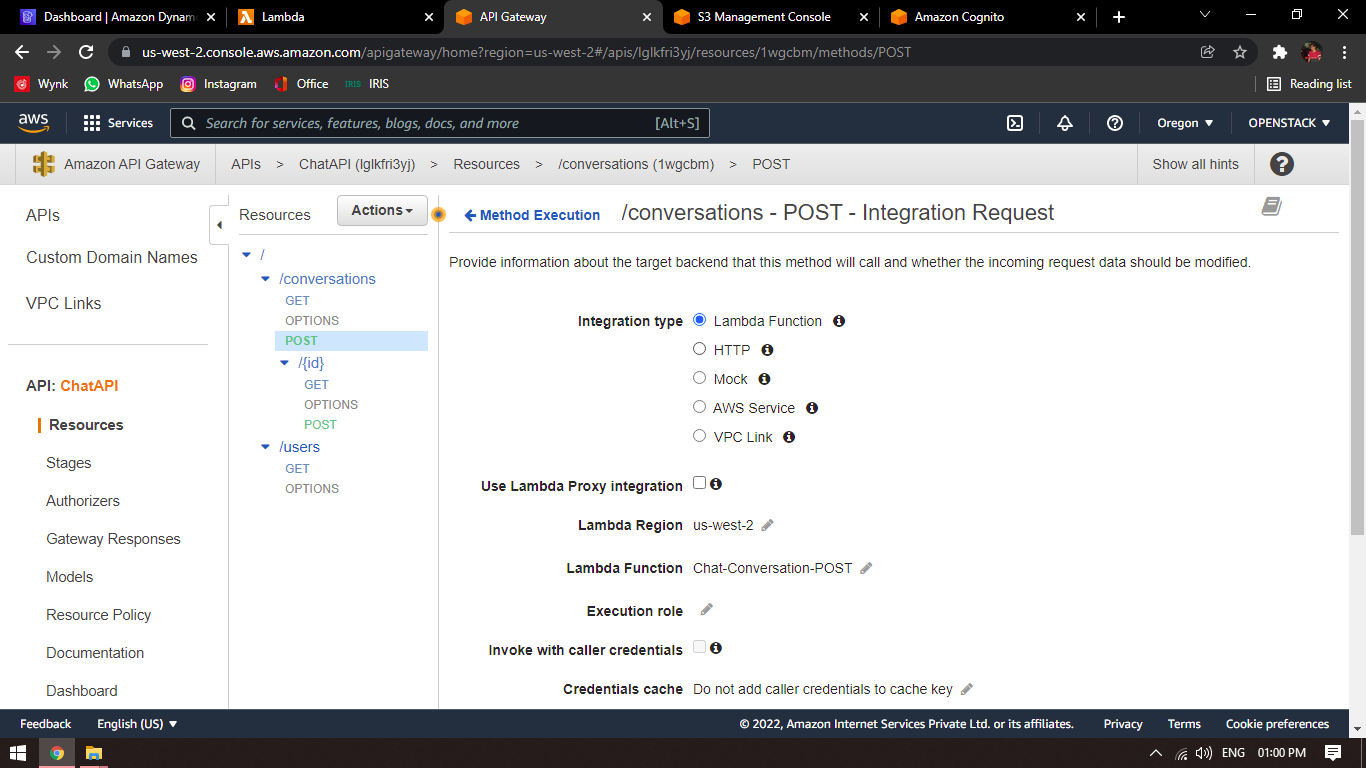 Dashboard | Amazon Dynam
Lambda
API Gateway
S3 Management Console
Amazon Cognito
us-west-2.console.aws.amazon.com/apigateway/home?region=us-west-2#/apis/lglkfri3yj/resources/1wgcbm/methods/POST
Wynk
WhatsApp
Instagram
Office
IRIS IRIS
Reading list
aws
Services
Search for services, features, blogs, docs, and more [Alt+S]
Oregon
OPENSTACK
Amazon API Gateway
APIs > ChatAPI (lglkfri3yj) > Resources > /conversations (1wgcbm) > POST
Show all hints
APIs
Custom Domain Names
VPC Links
API: ChatAPI
Resources
Stages
Authorizers
Gateway Responses
Models
Resource Policy
Documentation
Dashboard
Resources
Actions
/
/conversations
GET
OPTIONS
POST
/{id}
GET
OPTIONS
POST
/users
GET
OPTIONS
Method Execution /conversations - POST - Integration Request
Provide information about the target backend that this method will call and whether the incoming request data should be modified.
Integration type Lambda Function
HTTP
Mock
AWS Service
VPC Link
Use Lambda Proxy integration
Lambda Region us-west-2
Lambda Function Chat-Conversation-POST
Execution role
Invoke with caller credentials
Credentials cache Do not add caller credentials to cache key
Feedback English (US)
© 2022, Amazon Internet Services Private Ltd. or its affiliates. Privacy Terms Cookie preferences
ENG 01:00 PM